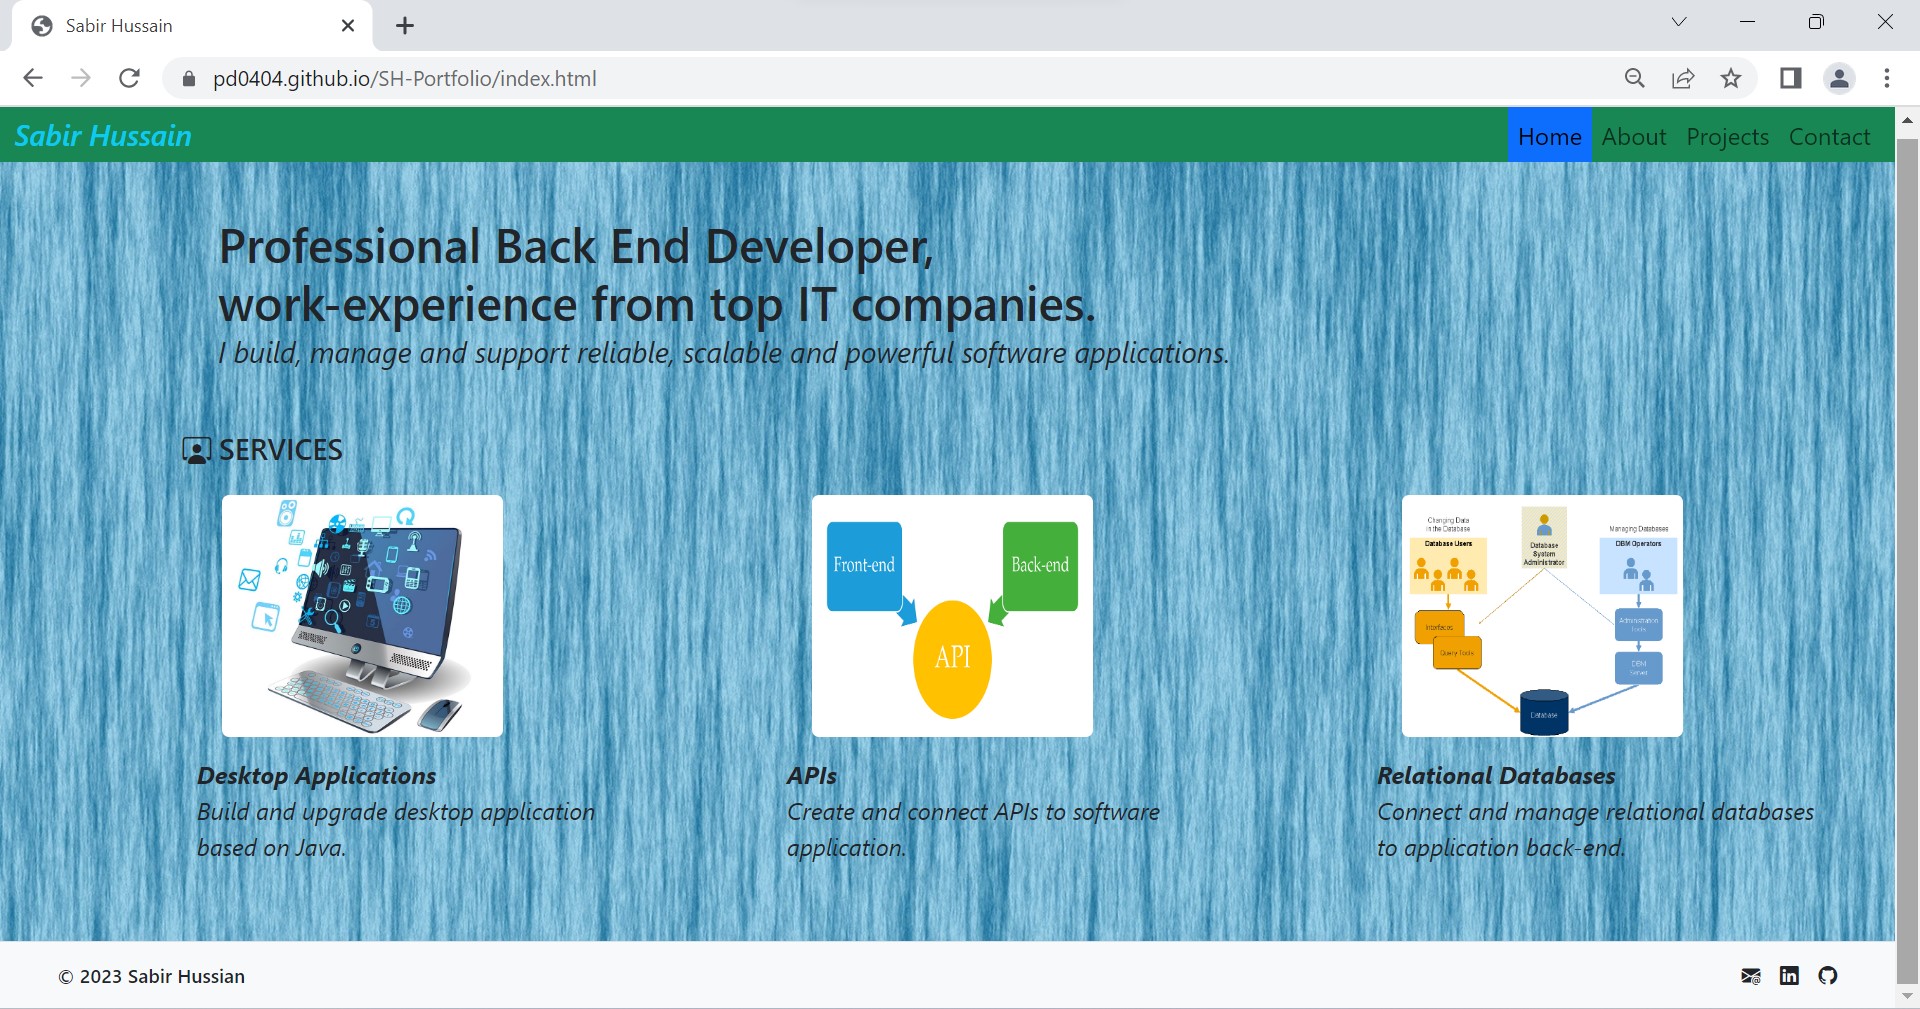 Sabir Hussain
pd0404.github.io/SH-Portfolio/index.html
Sabir Hussain
Home About Projects Contact
Professional Back End Developer,
work-experience from top IT companies.
I build, manage and support reliable, scalable and powerful software applications.
SERVICES
Front-end
Back-end
API
Changing Data
in the Database
Database Users
Database
System
Administrator
Managing Databases
DBM Operators
Interfaces
Query Tools
Administration
Tools
DBM
Server
Database
Desktop Applications
Build and upgrade desktop application
based on Java.
APIs
Create and connect APIs to software
application.
Relational Databases
Connect and manage relational databases
to application back-end.
© 2023 Sabir Hussian